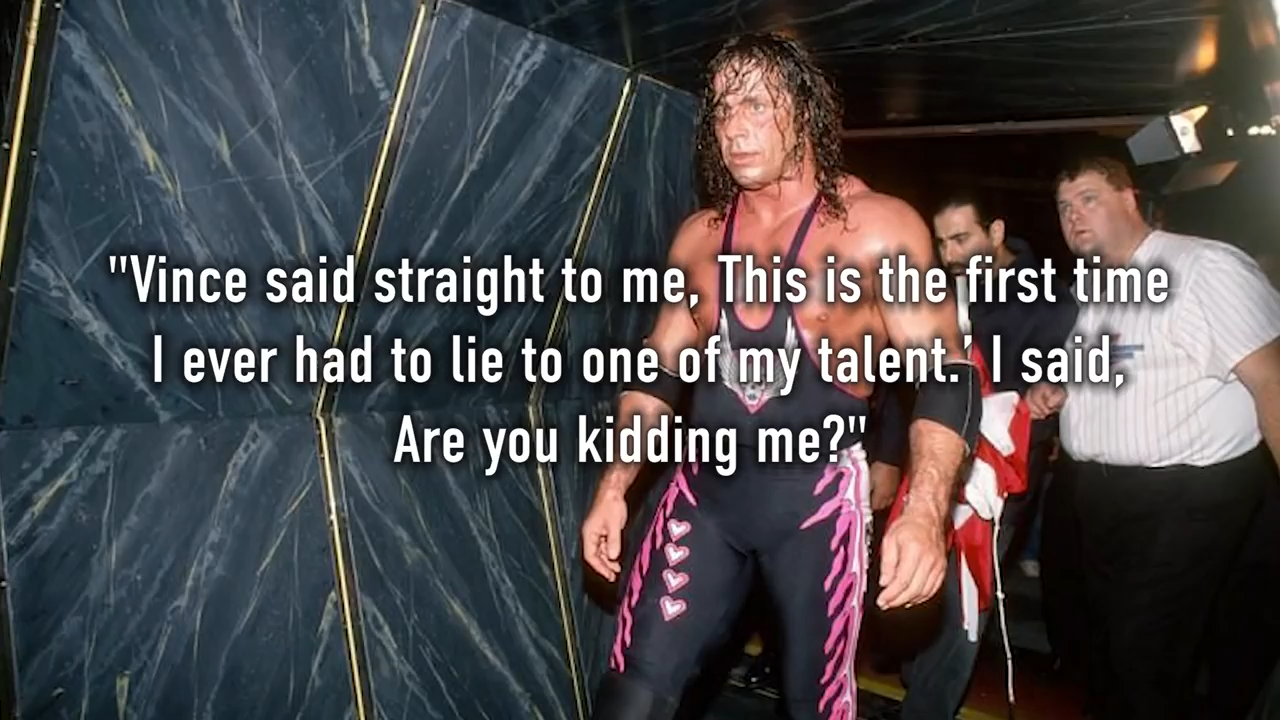 "Vince said straight to me, This is the first time
I ever had to lie to one of my talent.' I said,
Are you kidding me?"